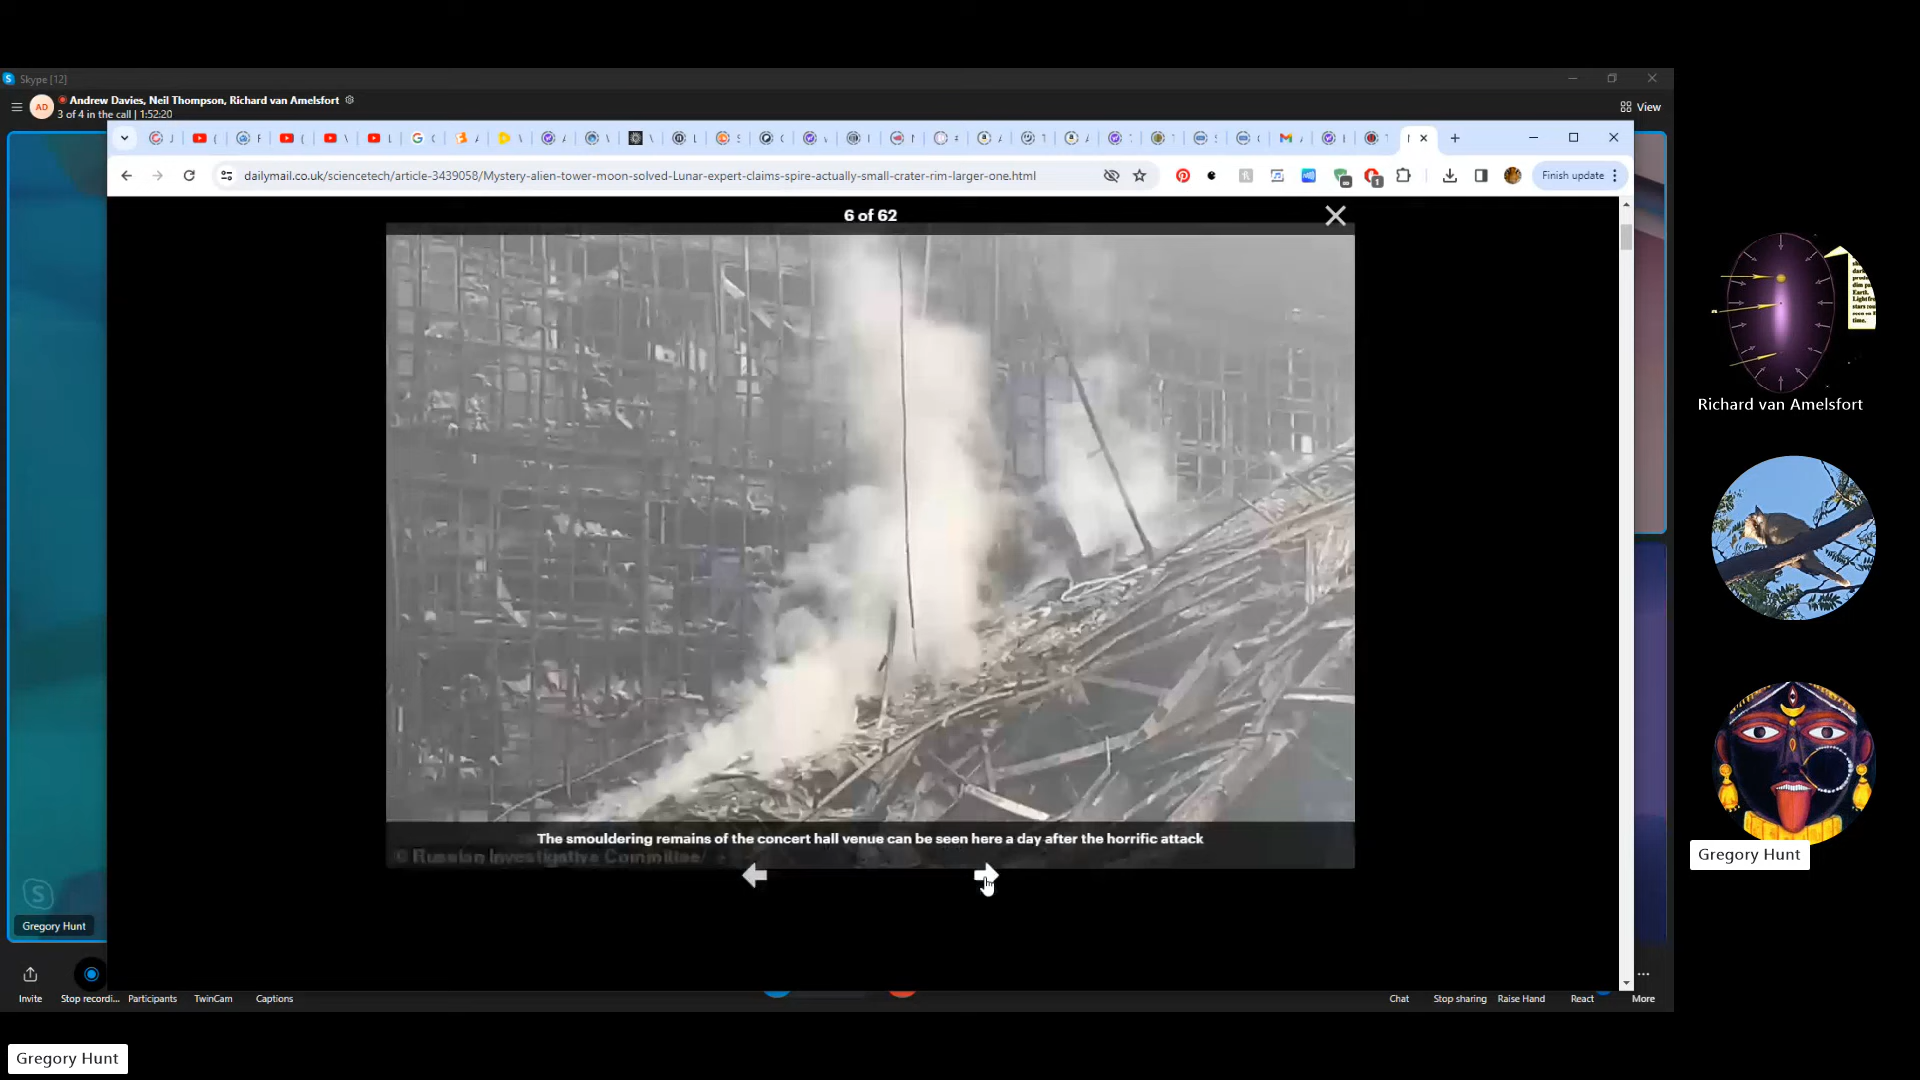 Skype [12]
AD
Andrew Davies, Neil Thompson, Richard van Amelsfort
3 of 4 in the call | 1:52:20
View
dailymail.co.uk/sciencetech/article-3439058/Mystery-alien-tower-moon-solved-Lunar-expert-claims-spire-actually-small-crater-rim-larger-one.html
1
Finish update
6 of 62
The smouldering remains of the concert hall venue can be seen here a day after the horrific attack
© Russian Investigative Committee/
Richard van Amelsfort
Gregory Hunt
Gregory Hunt
Invite
Stop recordi...
Participants
TwinCam
Captions
Chat
Stop sharing
Raise Hand
React
More
Gregory Hunt